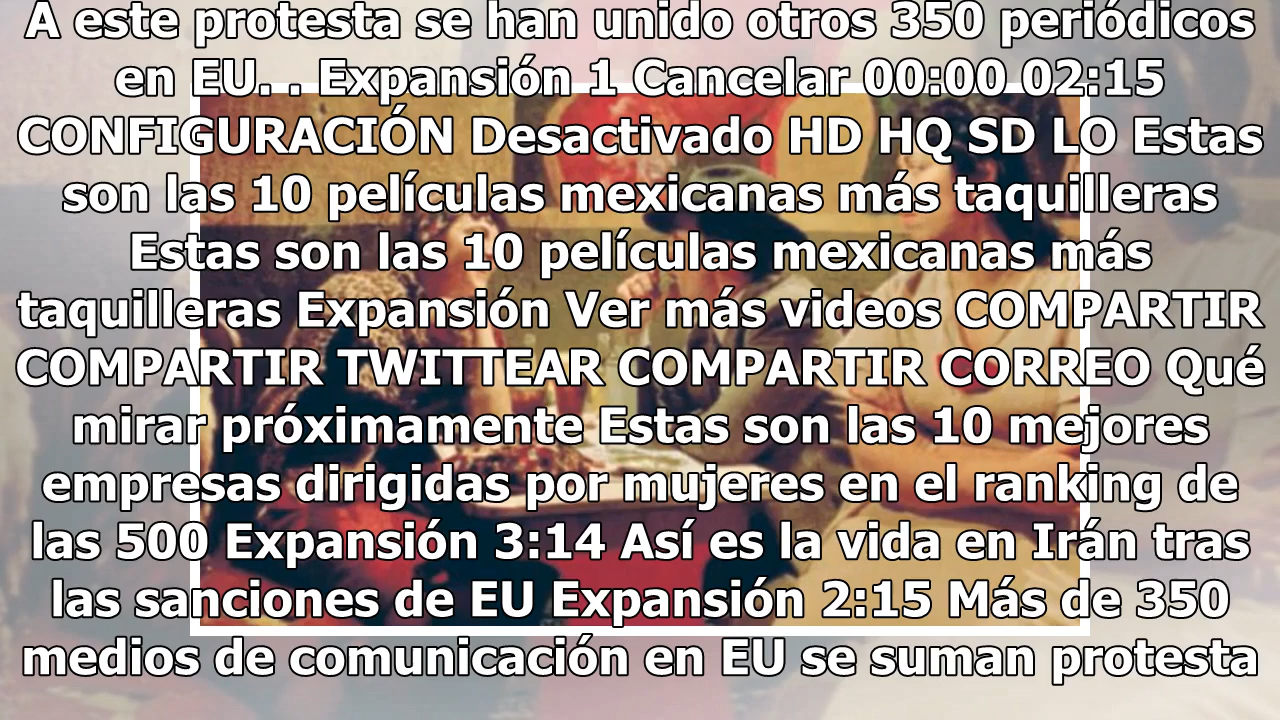 A este protesta se han unido otros 350 periódicos
en EU. . Expansión 1 Cancelar 00:00 02:15
CONFIGURACIÓN Desactivado HD HQ SD LO Estas
son las 10 películas mexicanas más taquilleras
Estas son las 10 películas mexicanas más
taquilleras Expansión Ver más videos COMPARTIR
COMPARTIR TWITTEAR COMPARTIR CORREO Qué
mirar próximamente Estas son las 10 mejores
empresas dirigidas por mujeres en el ranking de
las 500 Expansión 3:14 Así es la vida en Irán tras
las sanciones de EU Expansión 2:15 Más de 350
medios de comunicación en EU se suman protesta